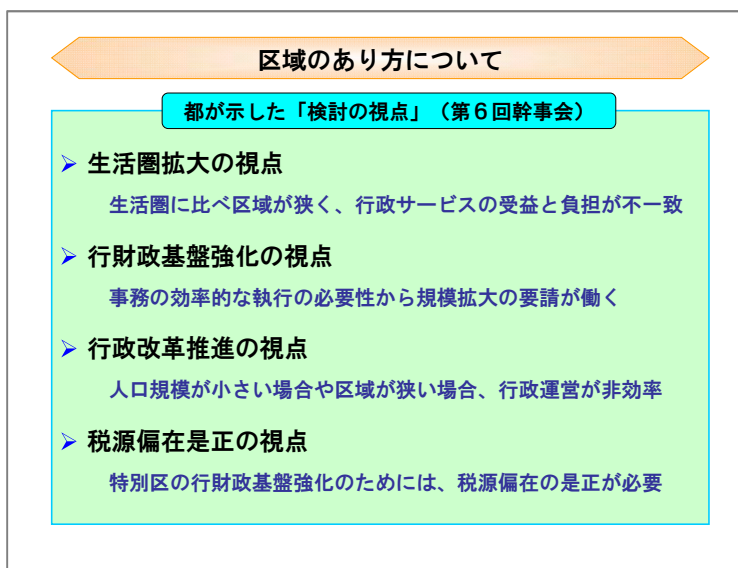 区域のあり方について
都が示した「検討の視点」（第６回幹事会）
➢ 生活圏拡大の視点
生活圏に比べ区域が狭く、行政サービスの受益と負担が不一致
➢ 行財政基盤強化の視点
事務の効率的な執行の必要性から規模拡大の要請が働く
➢ 行政改革推進の視点
人口規模が小さい場合や区域が狭い場合、行政運営が非効率
➢ 税源偏在是正の視点
特別区の行財政基盤強化のためには、税源偏在の是正が必要